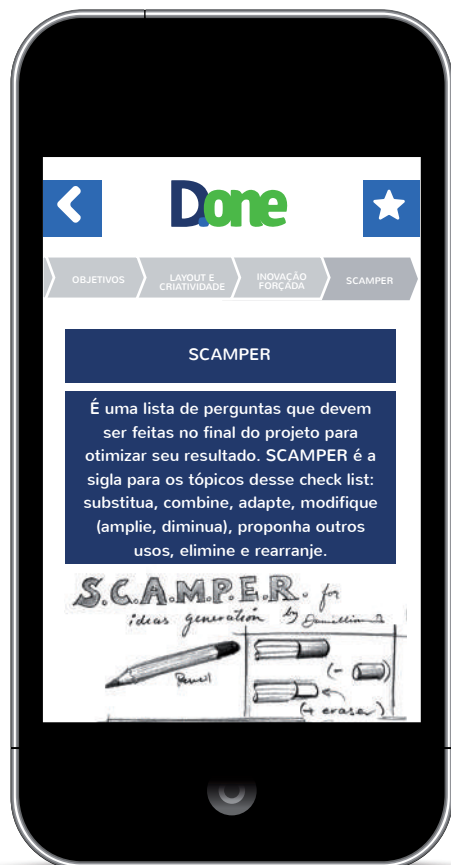 D.one
OBJETIVOS
LAYOUT E
CRIATIVIDADE
INOVAÇÃO
FORÇADA
SCAMPER
SCAMPER
É uma lista de perguntas que devem
ser feitas no final do projeto para
otimizar seu resultado. SCAMPER é a
sigla para os tópicos desse check list:
substitua, combine, adapte, modifique
(amplie, diminua), proponha outros
usos, elimine e rearranje.
S.C.A.M.P.E.R. for
ideas generation by
Pencil
(-
(+ eraser)